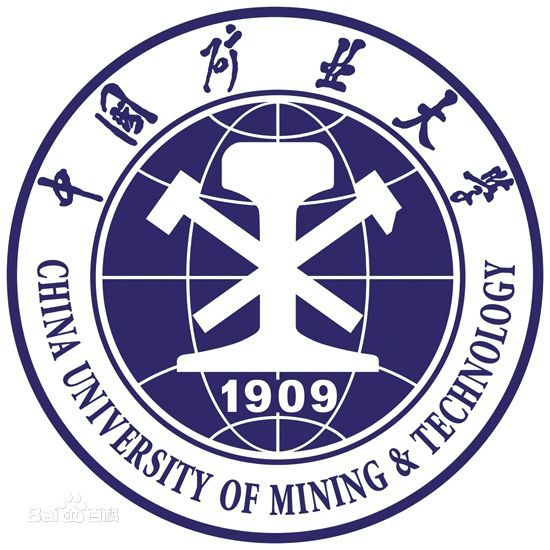 中国矿业大学
1909
CHINA UNIVERSITY OF MINING & TECHNOLOGY
Baidu百科